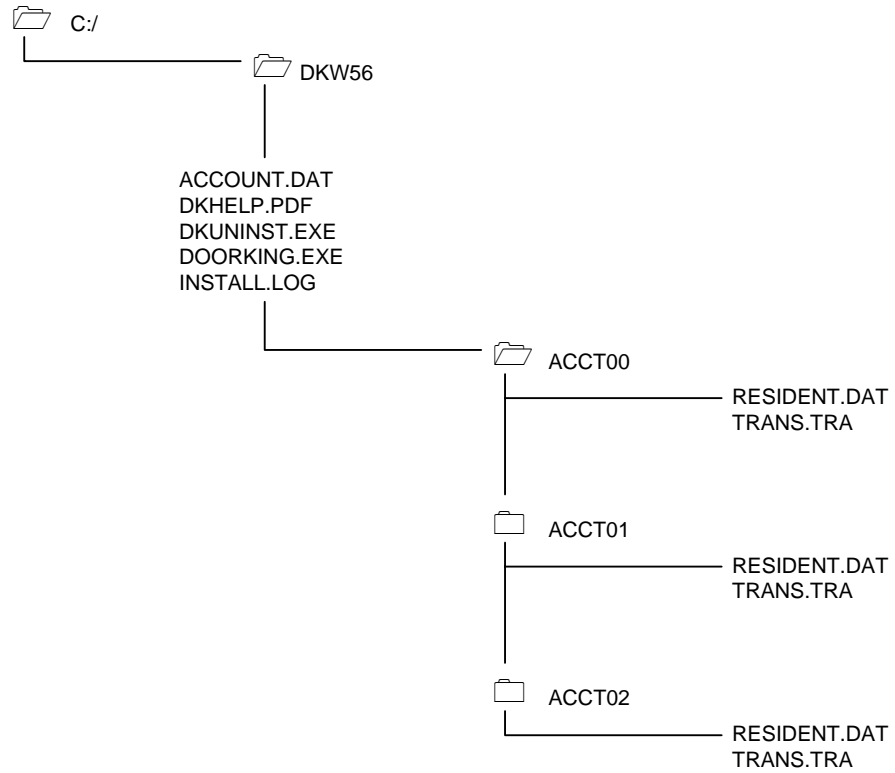 C:/
DKW56
ACCOUNT.DAT
DKHELP.PDF
DKUNINST.EXE
DOORKING.EXE
INSTALL.LOG
ACCT00
RESIDENT.DAT
TRANS.TRA
ACCT01
RESIDENT.DAT
TRANS.TRA
ACCT02
RESIDENT.DAT
TRANS.TRA